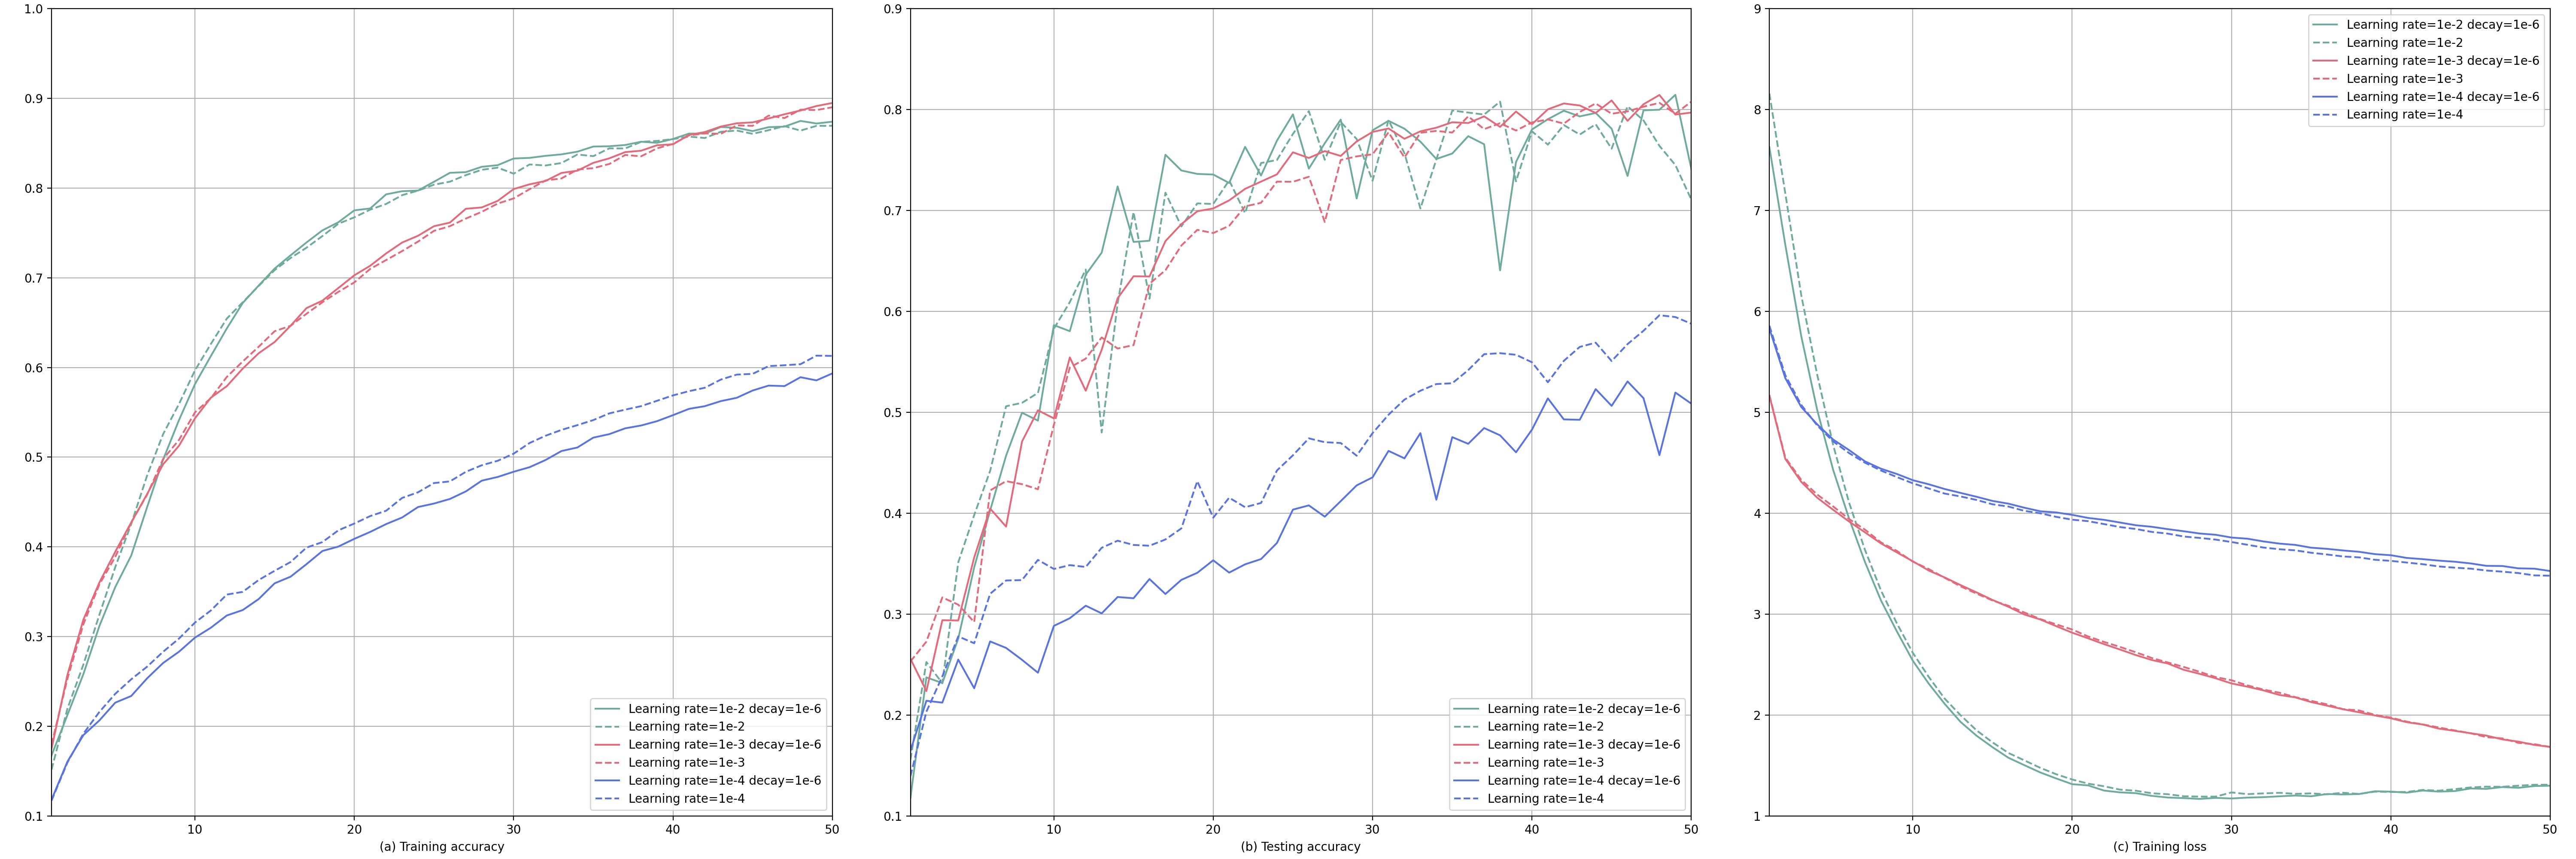 1.0
0.9
0.8
0.7
0.6
0.5
0.4
0.3
0.2
0.1
10
20
30
40
50
Learning rate=1e-2 decay=1e-6
Learning rate=1e-2
Learning rate=1e-3 decay=1e-6
Learning rate=1e-3
Learning rate=1e-4 decay=1e-6
Learning rate=1e-4
(a) Training accuracy
0.9
0.8
0.7
0.6
0.5
0.4
0.3
0.2
0.1
10
20
30
40
50
Learning rate=1e-2 decay=1e-6
Learning rate=1e-2
Learning rate=1e-3 decay=1e-6
Learning rate=1e-3
Learning rate=1e-4 decay=1e-6
Learning rate=1e-4
(b) Testing accuracy
9
8
7
6
5
4
3
2
1
10
20
30
40
50
Learning rate=1e-2 decay=1e-6
Learning rate=1e-2
Learning rate=1e-3 decay=1e-6
Learning rate=1e-3
Learning rate=1e-4 decay=1e-6
Learning rate=1e-4
(c) Training loss